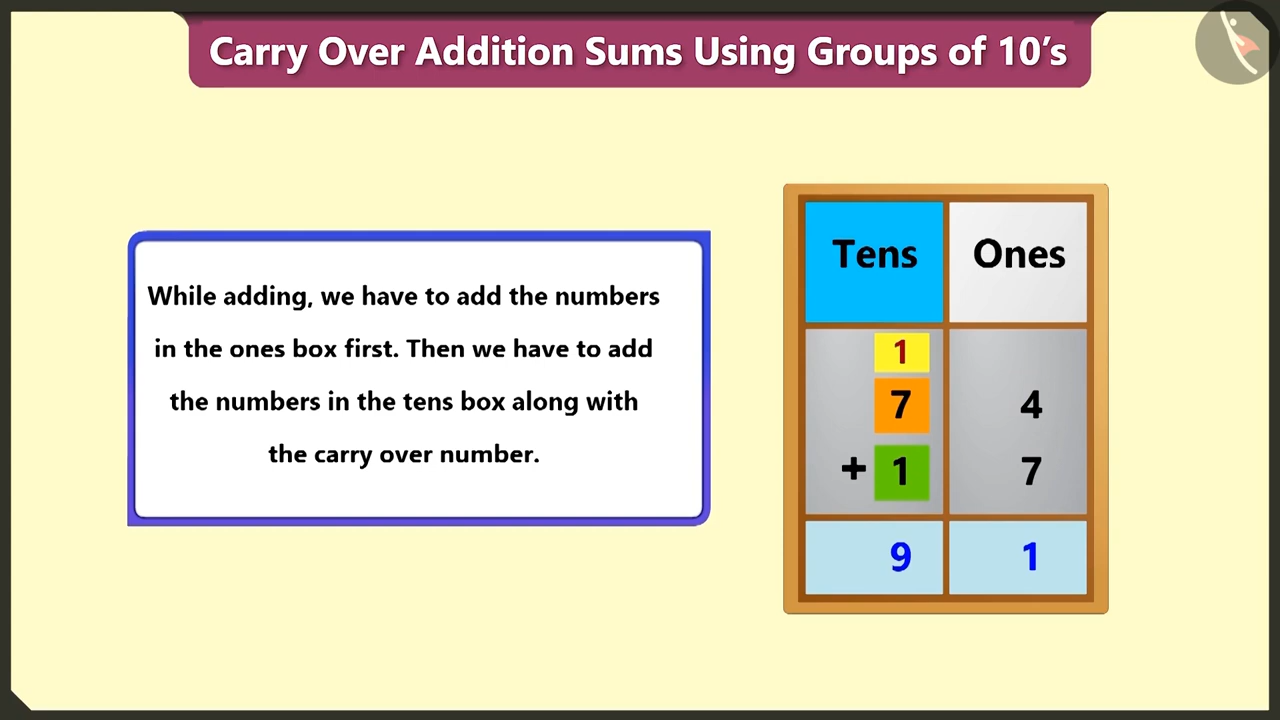 Carry Over Addition Sums Using Groups of 10’s
While adding, we have to add the numbers
in the ones box first. Then we have to add
the numbers in the tens box along with
the carry over number.
Tens Ones
1
7 4
+ 1 7
9 1